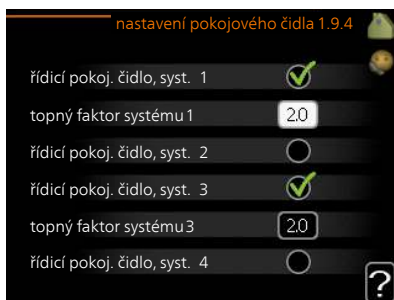 nastavení pokojového čidla 1.9.4
řídicí pokoj. čidlo, syst. 1
topný faktor systému 1 2.0
řídicí pokoj. čidlo, syst. 2
řídicí pokoj. čidlo, syst. 3
topný faktor systému 3 2.0
řídicí pokoj. čidlo, syst. 4
?